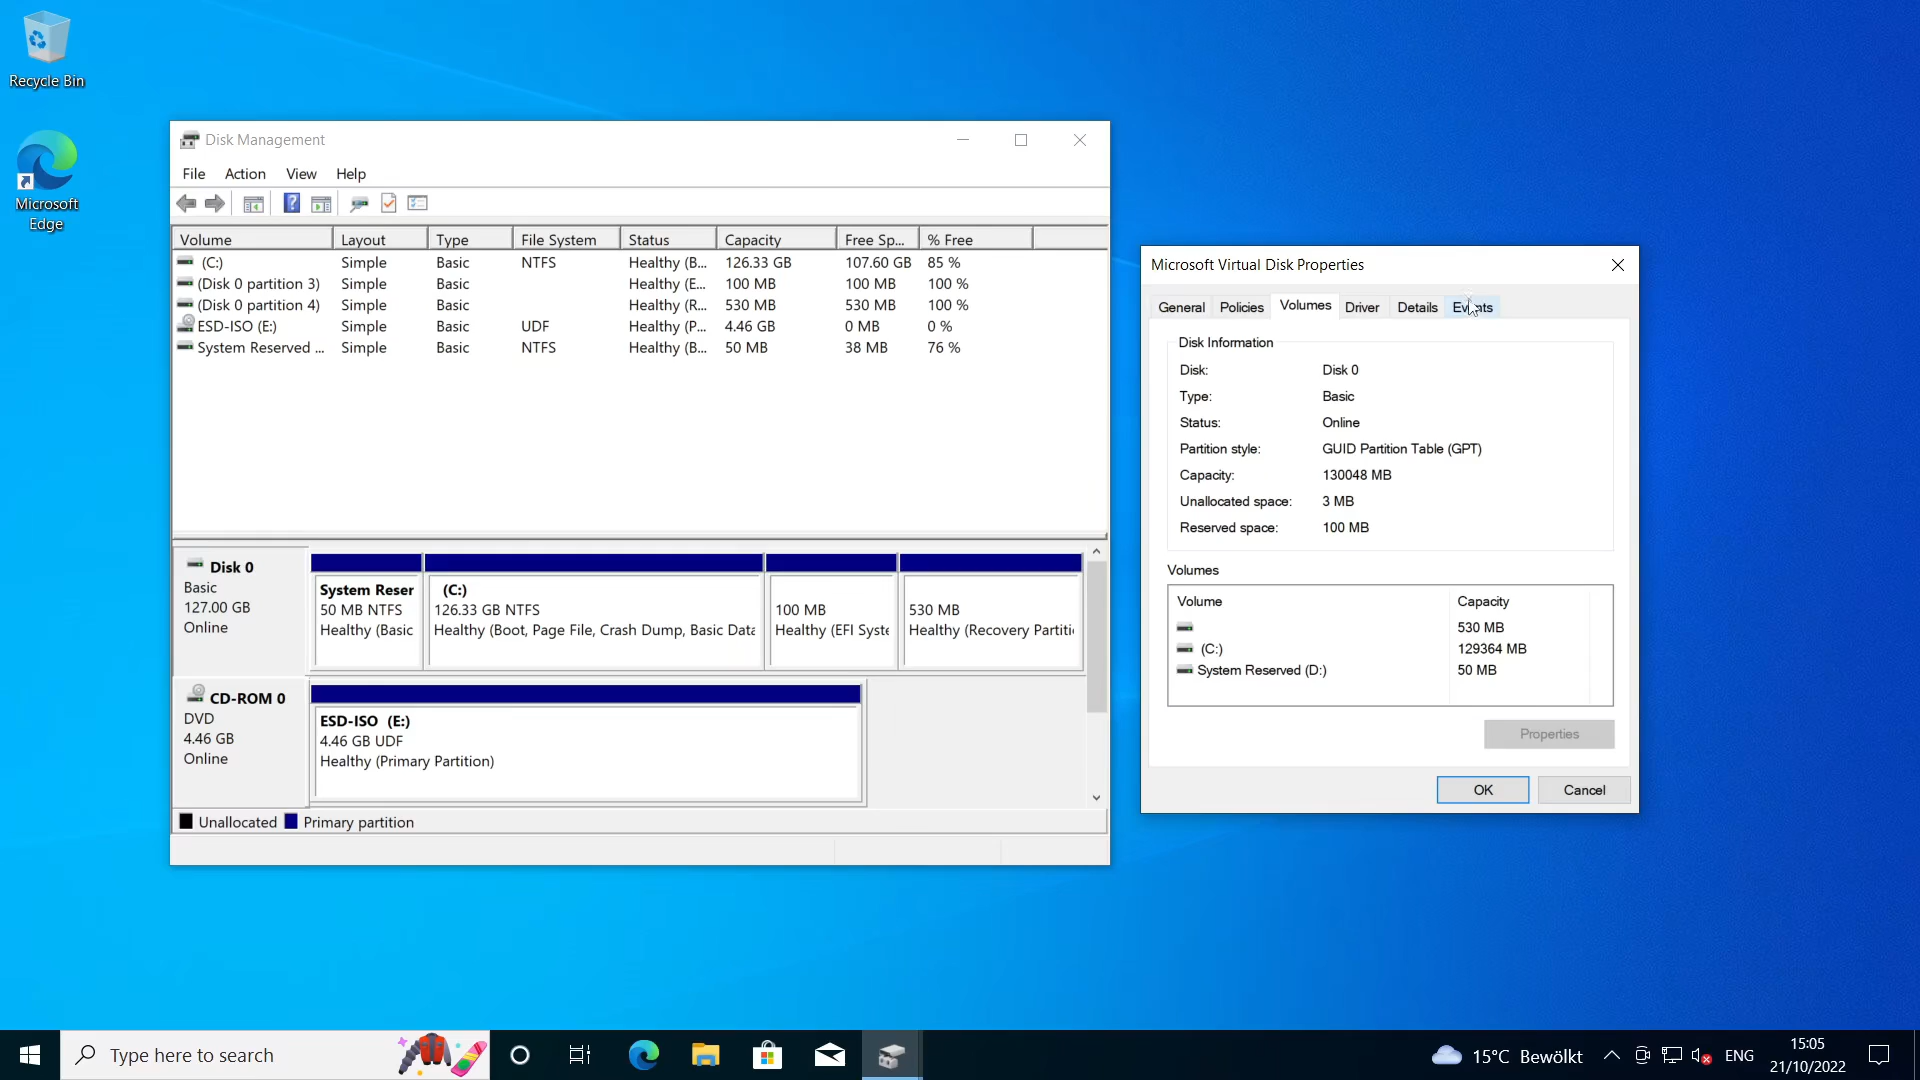 Recycle Bin
Microsoft
Edge
Disk Management
File Action View Help
Volume Layout Type File System Status Capacity Free Sp... % Free
(C:) Simple Basic NTFS Healthy (B... 126.33 GB 107.60 GB 85 %
(Disk 0 partition 3) Simple Basic Healthy (E... 100 MB 100 MB 100 %
(Disk 0 partition 4) Simple Basic Healthy (R... 530 MB 530 MB 100 %
ESD-ISO (E:) Simple Basic UDF Healthy (P... 4.46 GB 0 MB 0 %
System Reserved ... Simple Basic NTFS Healthy (B... 50 MB 38 MB 76 %
Disk 0
Basic
127.00 GB
Online
System Reser
50 MB NTFS
Healthy (Basic
(C:)
126.33 GB NTFS
Healthy (Boot, Page File, Crash Dump, Basic Data
100 MB
Healthy (EFI Syste
530 MB
Healthy (Recovery Partiti
CD-ROM 0
DVD
4.46 GB
Online
ESD-ISO (E:)
4.46 GB UDF
Healthy (Primary Partition)
Unallocated Primary partition
Microsoft Virtual Disk Properties
General Policies Volumes Driver Details Events
Disk Information
Disk: Disk 0
Type: Basic
Status: Online
Partition style: GUID Partition Table (GPT)
Capacity: 130048 MB
Unallocated space: 3 MB
Reserved space: 100 MB
Volumes
Volume Capacity
530 MB
(C:) 129364 MB
System Reserved (D:) 50 MB
Properties
OK Cancel
Type here to search
15°C Bewölkt
ENG
15:05
21/10/2022